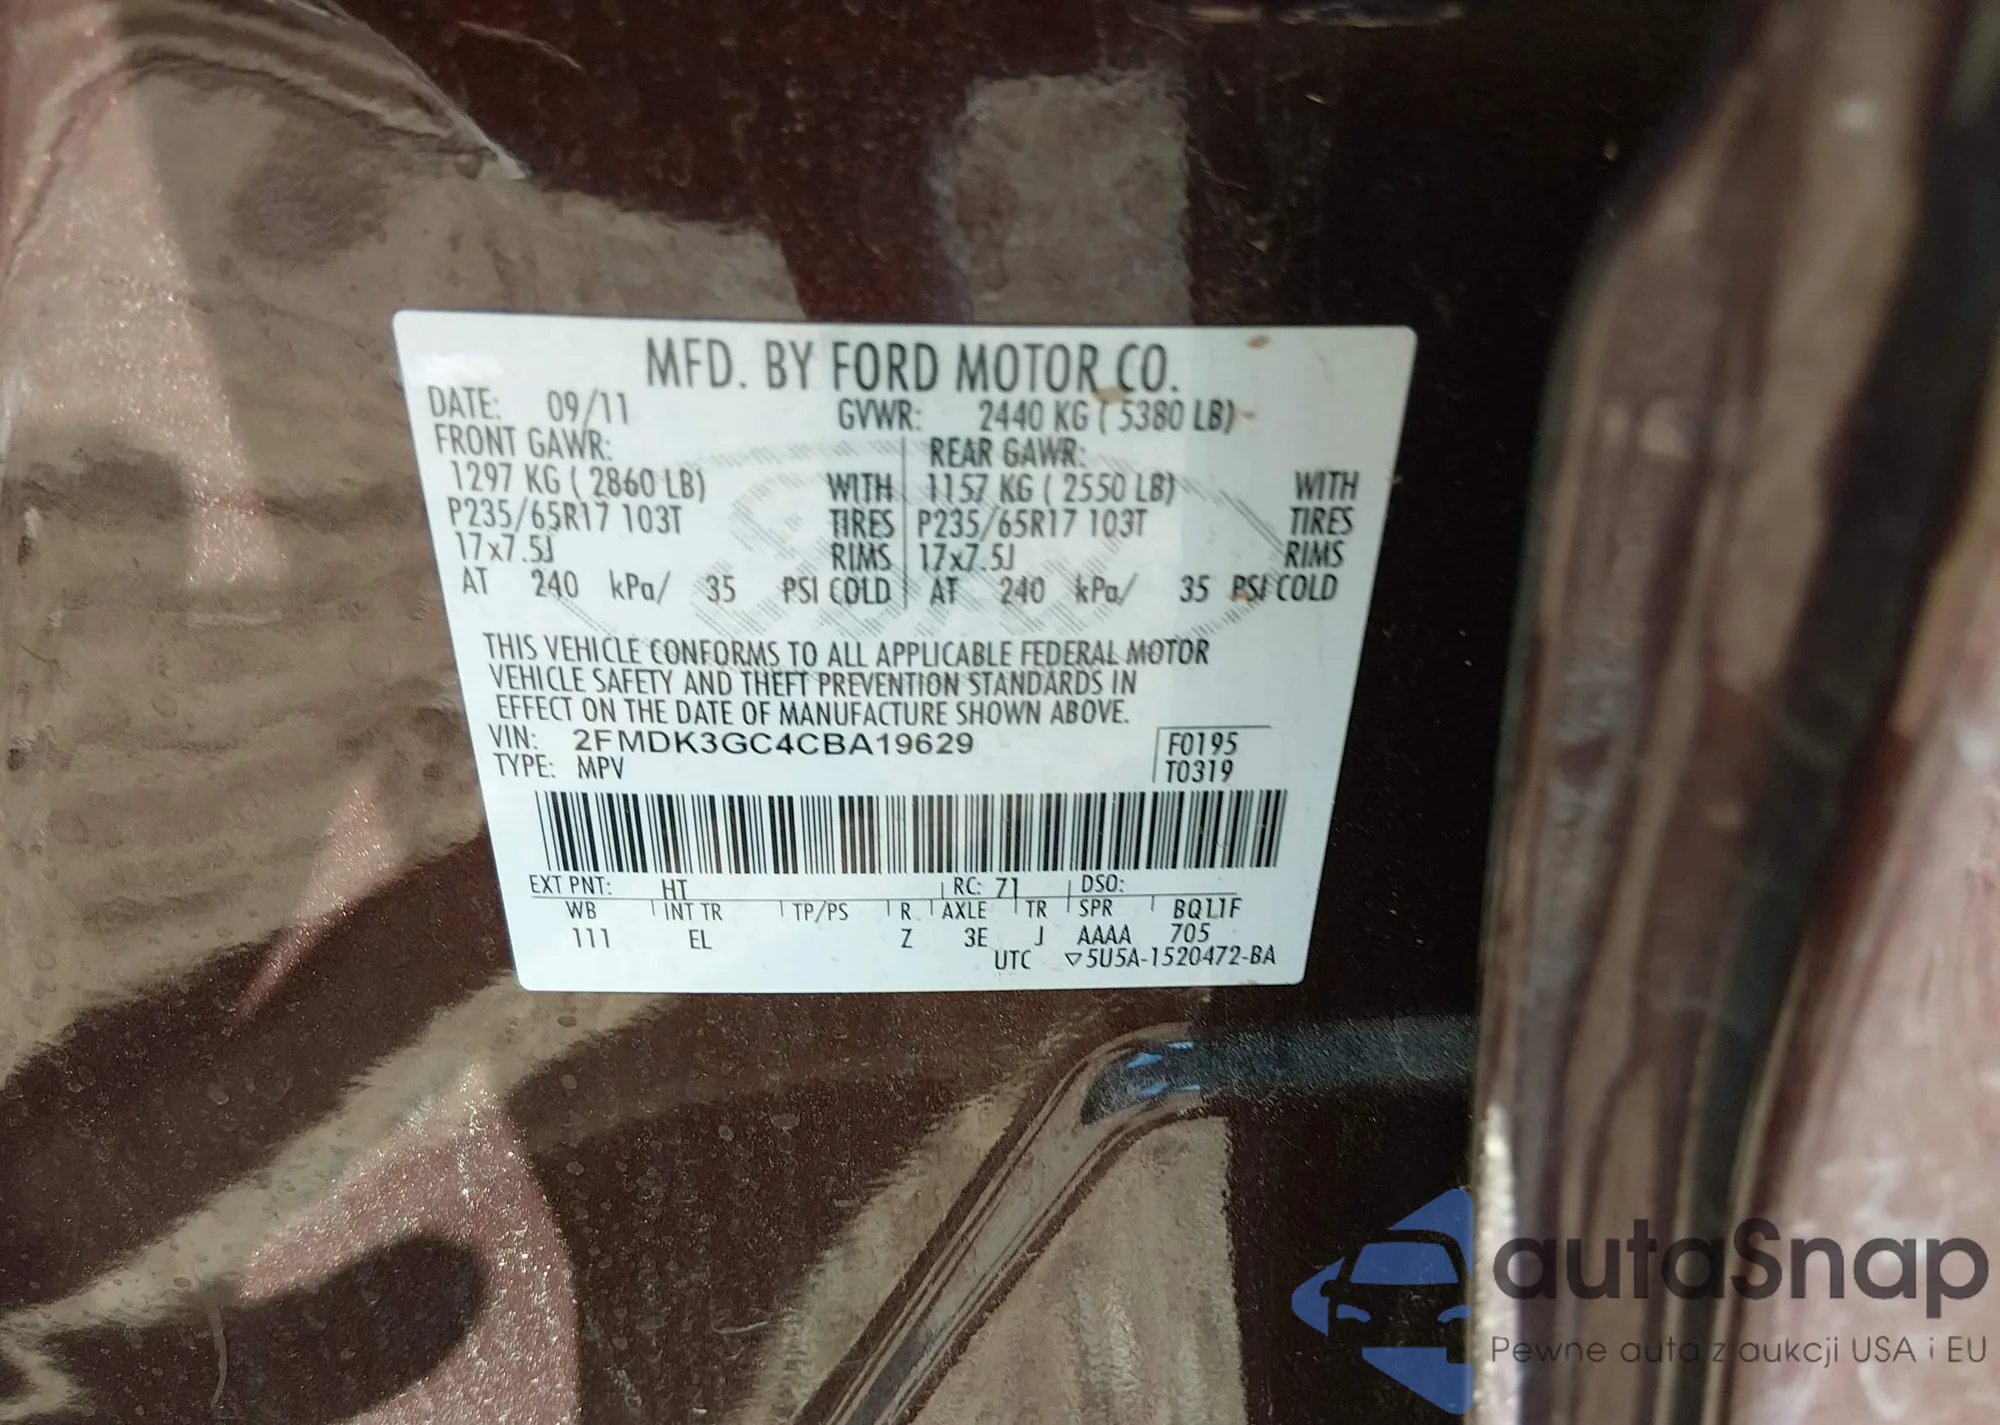 MFD. BY FORD MOTOR CO.
DATE: 09/11 GVWR: 2440 KG ( 5380 LB)
FRONT GAWR: REAR GAWR:
1297 KG ( 2860 LB) WITH 1157 KG ( 2550 LB) WITH
P235/65R17 103T TIRES P235/65R17 103T TIRES
17x7.5J RIMS 17x7.5J RIMS
AT 240 kPa/ 35 PSI COLD AT 240 kPa/ 35 PSI COLD
THIS VEHICLE CONFORMS TO ALL APPLICABLE FEDERAL MOTOR
VEHICLE SAFETY AND THEFT PREVENTION STANDARDS IN
EFFECT ON THE DATE OF MANUFACTURE SHOWN ABOVE.
VIN: 2FMDK3GC4CBA19629 F0195
TYPE: MPV T0319
EXT PNT: HT RC: 71 DSO:
WB INT TR TP/PS R AXLE TR SPR BQ11F
111 EL Z 3E J AAAA 705
UTC ▽5U5A-1520472-BA
autaSnap
Pewne auta z aukcji USA i EU